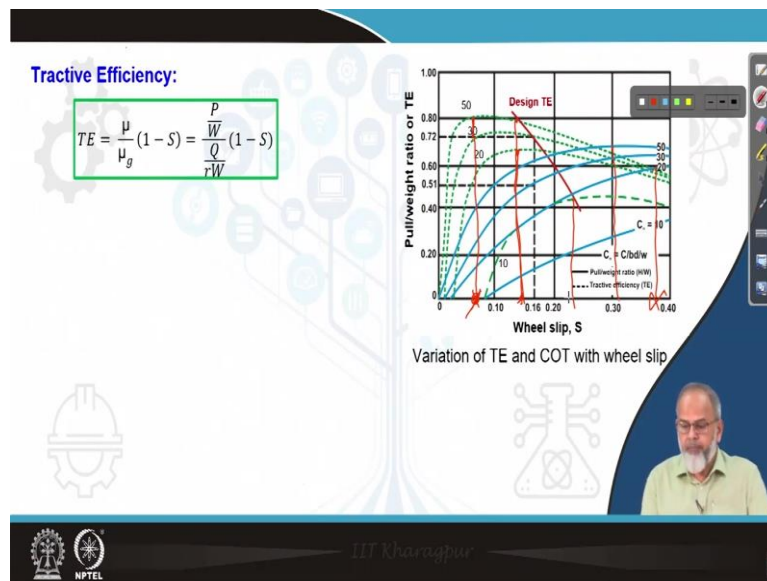 Tractive Efficiency:
TE = μ/μg (1 − S) = (P/W)/(Q/rW) (1 − S)
Pull/weight ratio or TE
1.00
0.80
0.72
0.60
0.51
0.40
0.20
0
50
30
20
10
Design TE
50
30
20
Cn = 10
Cn = C/bd/w
Pull/weight ratio (H/W)
Tractive efficiency (TE)
0 0.10 0.16 0.20 0.30 0.40
Wheel slip, S
Variation of TE and COT with wheel slip
IIT Kharagpur
NPTEL